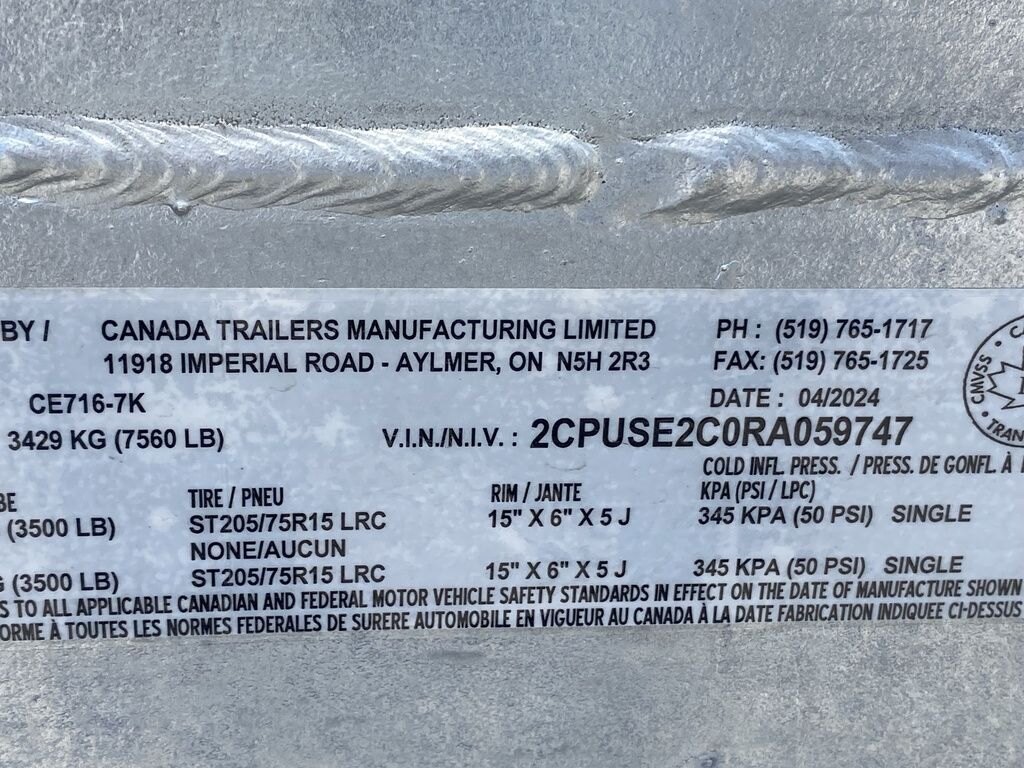 BY / CANADA TRAILERS MANUFACTURING LIMITED PH : (519) 765-1717
11918 IMPERIAL ROAD - AYLMER, ON N5H 2R3 FAX: (519) 765-1725
CE716-7K DATE : 04/2024
3429 KG (7560 LB) V.I.N./N.I.V. : 2CPUSE2C0RA059747
COLD INFL. PRESS. / PRESS. DE GONFL. À
TIRE / PNEU RIM / JANTE KPA (PSI / LPC)
(3500 LB) ST205/75R15 LRC 15" X 6" X 5 J 345 KPA (50 PSI) SINGLE
NONE/AUCUN
(3500 LB) ST205/75R15 LRC 15" X 6" X 5 J 345 KPA (50 PSI) SINGLE
TO ALL APPLICABLE CANADIAN AND FEDERAL MOTOR VEHICLE SAFETY STANDARDS IN EFFECT ON THE DATE OF MANUFACTURE SHOWN
À TOUTES LES NORMES FEDERALES DE SURERE AUTOMOBILE EN VIGUEUR AU CANADA À LA DATE FABRICATION INDIQUEE CI-DESSUS
CMVSS